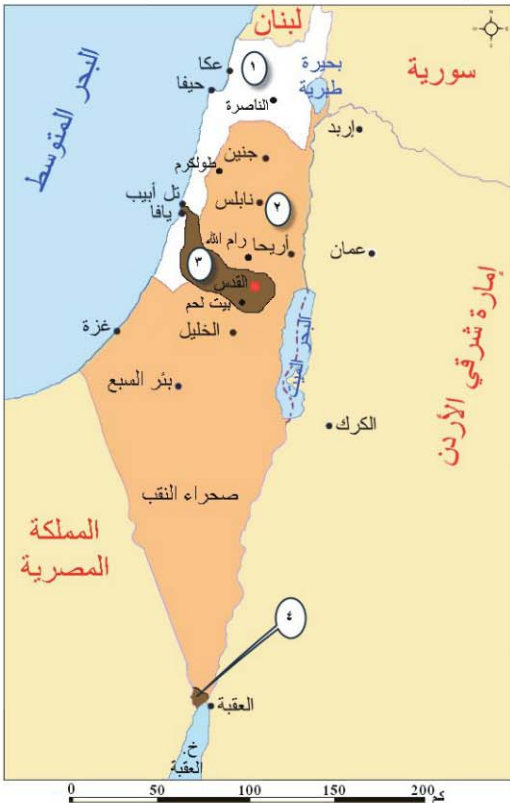 لبنان
سورية
البحر المتوسط
عكا
١
بحيرة
طبرية
حيفا
الناصرة
إربد
جنين
طولكرم
نابلس
٢
تل أبيب
يافا
رام الله
أريحا
عمان
٣
القدس
بيت لحم
البحر الميت
إمارة شرقي الأردن
غزة
الخليل
بئر السبع
الكرك
صحراء النقب
المملكة
المصرية
٤
العقبة
خ.
العقبة
0 50 100 150 200 كم